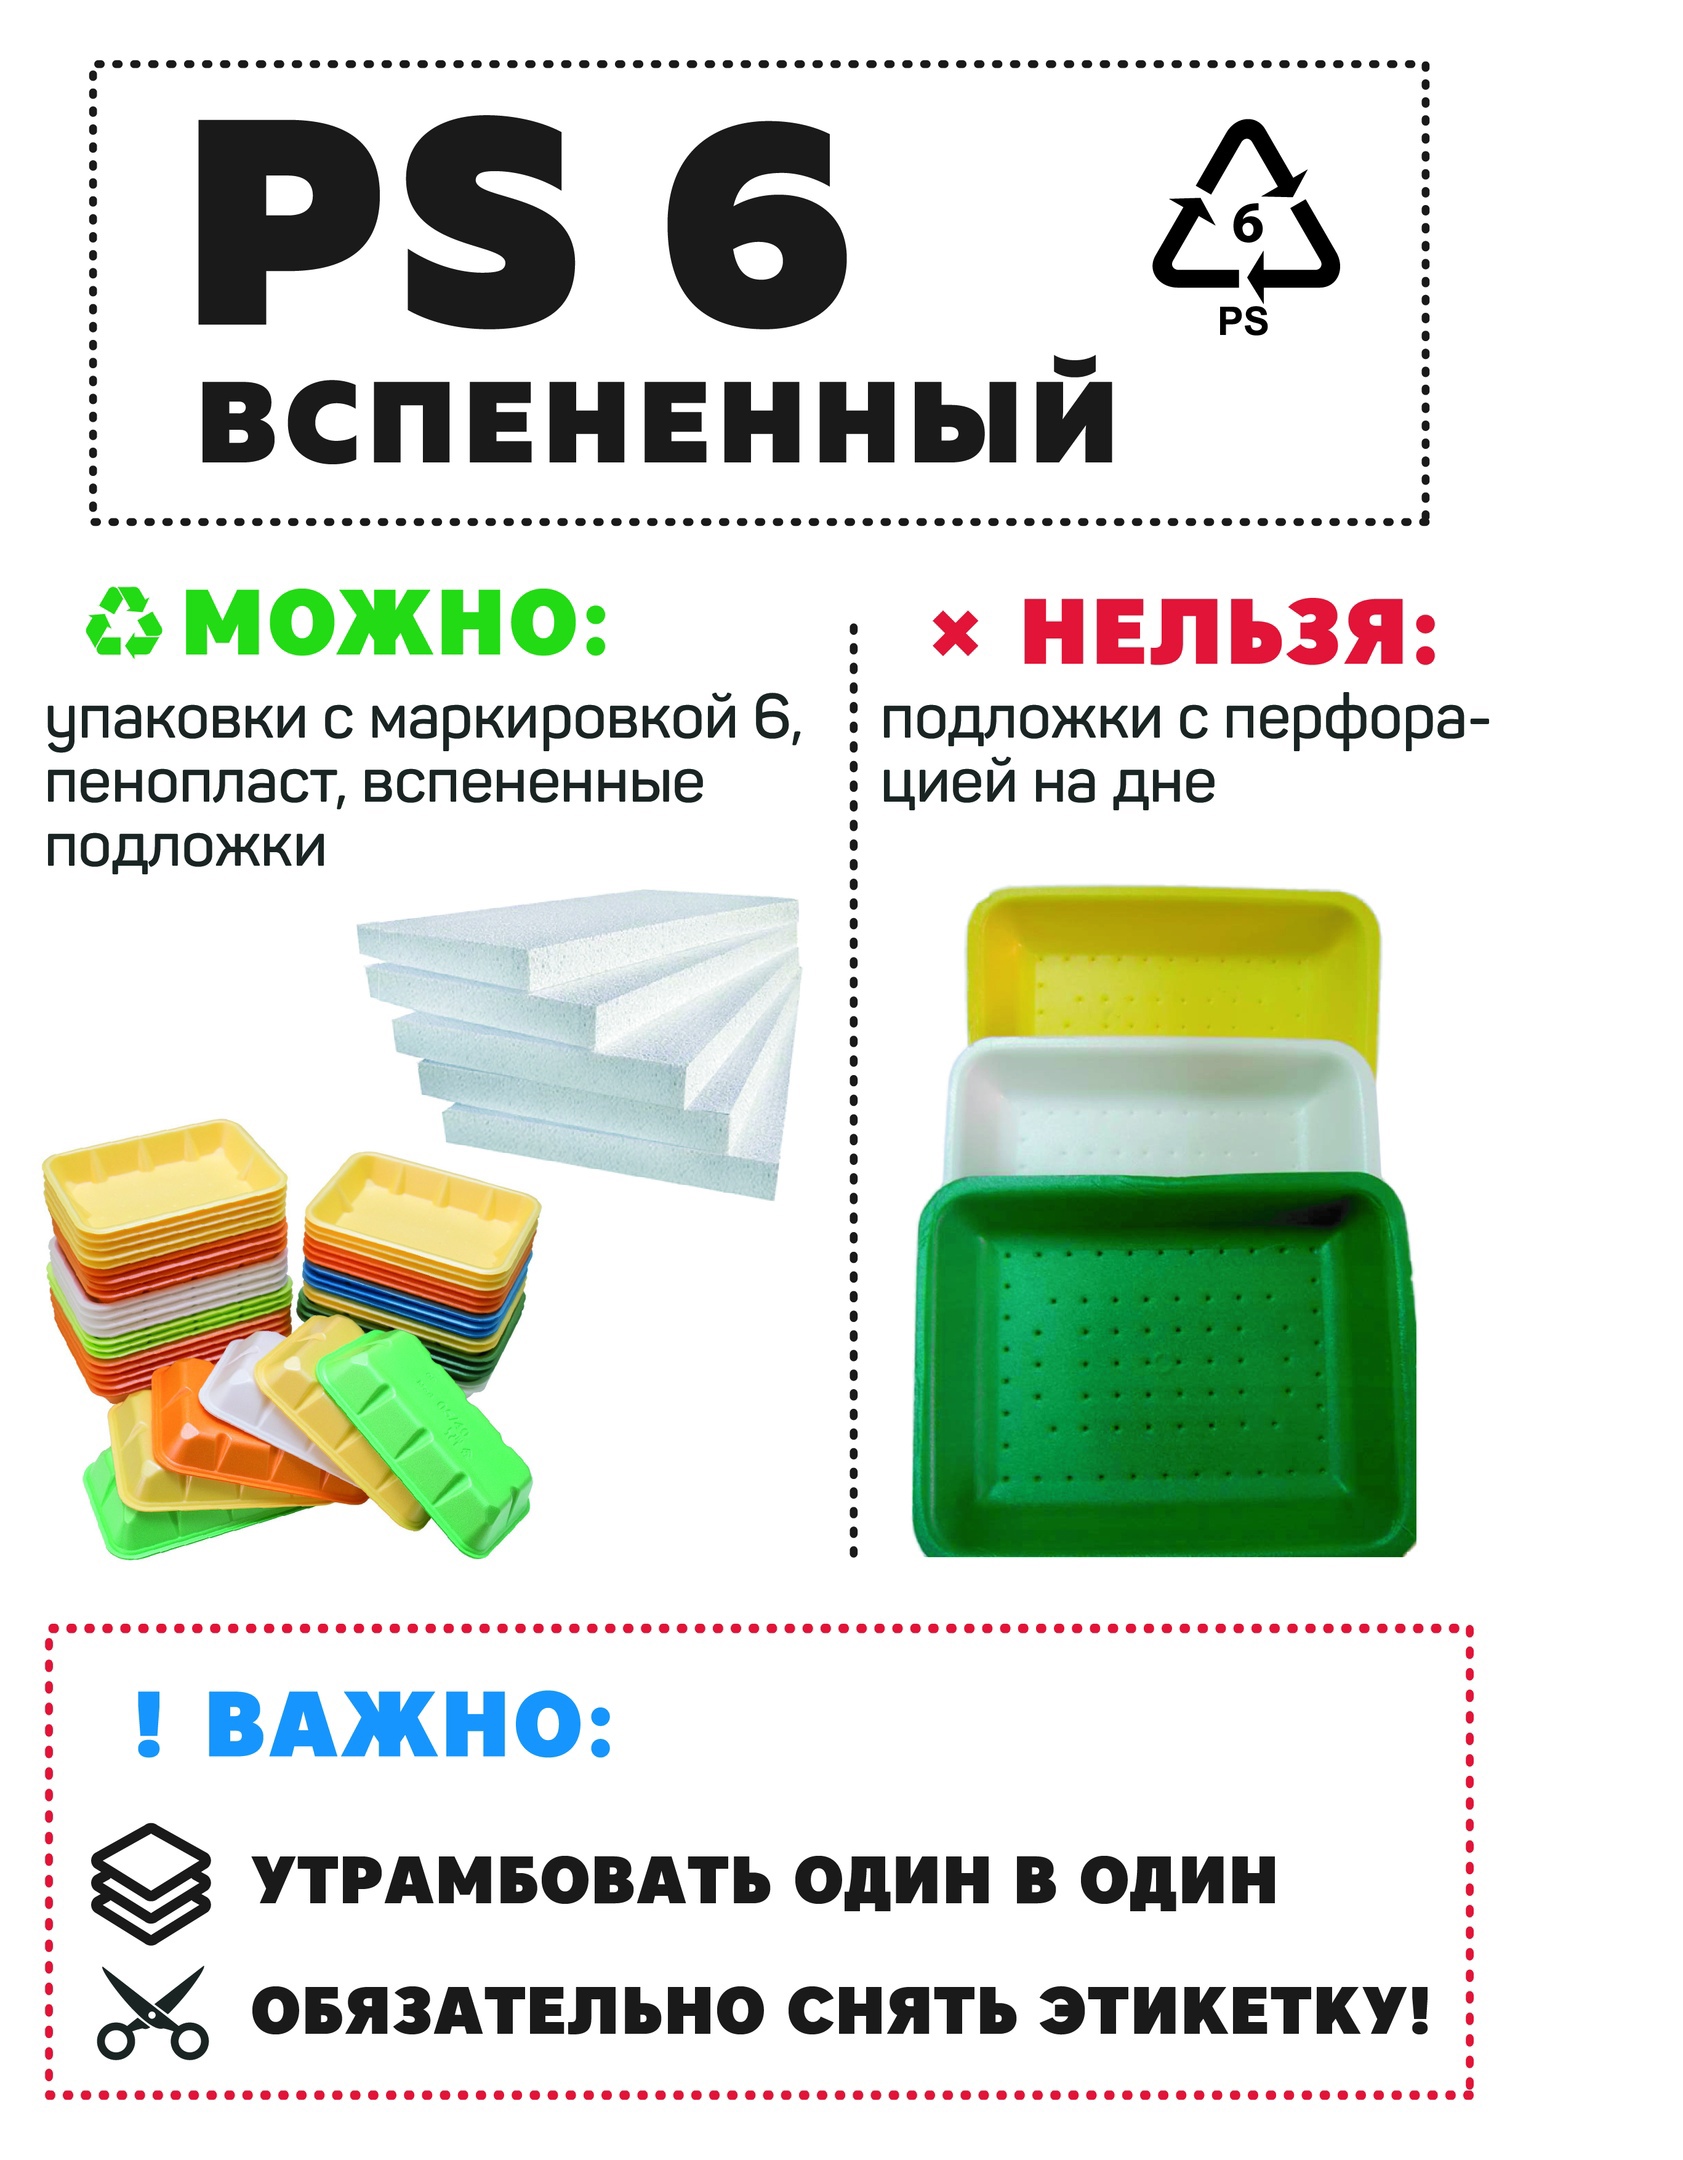 PS 6
6
PS
ВСПЕНЕННЫЙ
МОЖНО:
упаковки с маркировкой 6,
пенопласт, вспененные
подложки
НЕЛЬЗЯ:
подложки с перфора-
цией на дне
! ВАЖНО:
УТРАМБОВАТЬ ОДИН В ОДИН
ОБЯЗАТЕЛЬНО СНЯТЬ ЭТИКЕТКУ!